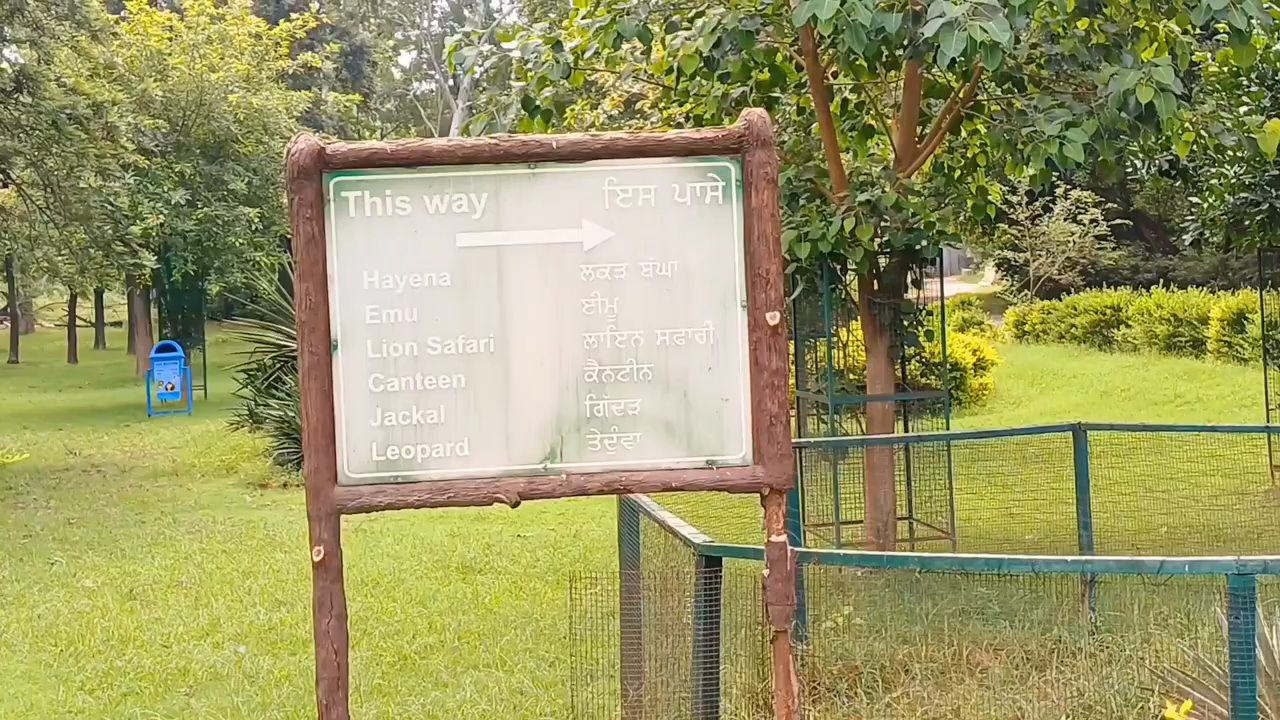 This way ਇਸ ਪਾਸੇ
Hayena ਲਕੜ ਬੱਘਾ
Emu ਈਮੂ
Lion Safari ਲਾਇਨ ਸਫਾਰੀ
Canteen ਕੈਨਟੀਨ
Jackal ਗਿੱਦੜ
Leopard ਤੇਦੂੰਵਾ